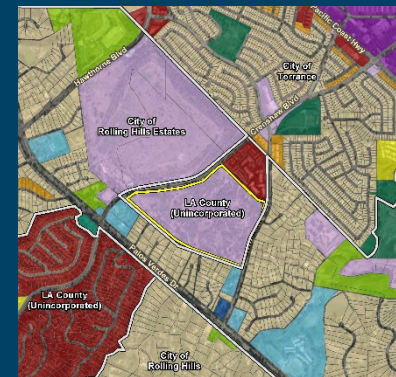 Pacific Coast Hwy
Hawthorne Blvd
City of
Torrance
Crenshaw Blvd
City of
Rolling Hills Estates
LA County
(Unincorporated)
Palos Verdes Dr
LA County
(Unincorporated)
City of
Rolling Hills